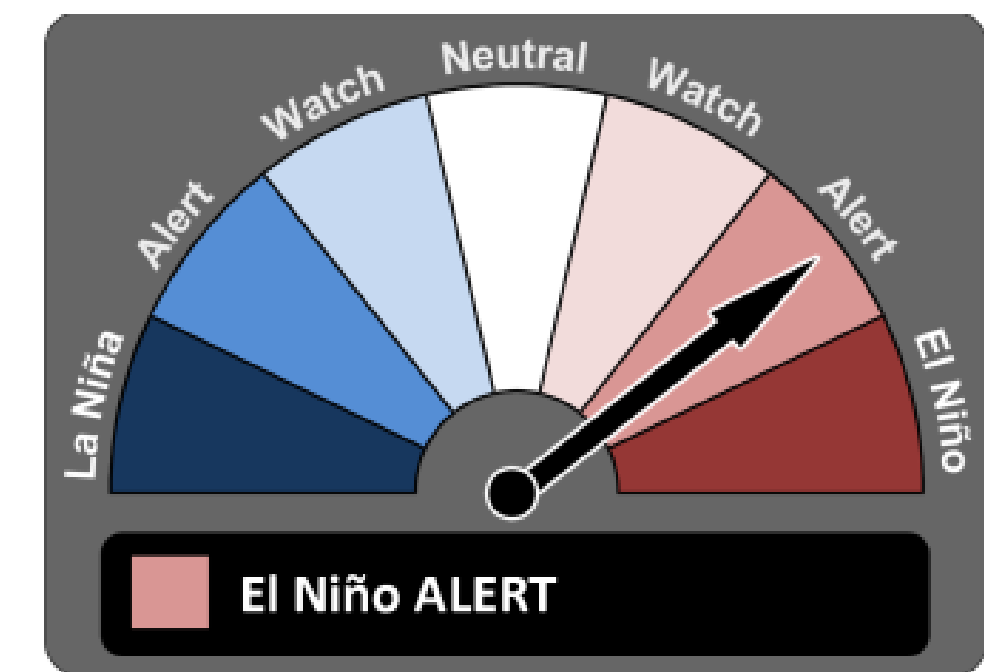 La Niña
Alert
Watch
Neutral
Watch
Alert
El Niño
El Niño ALERT